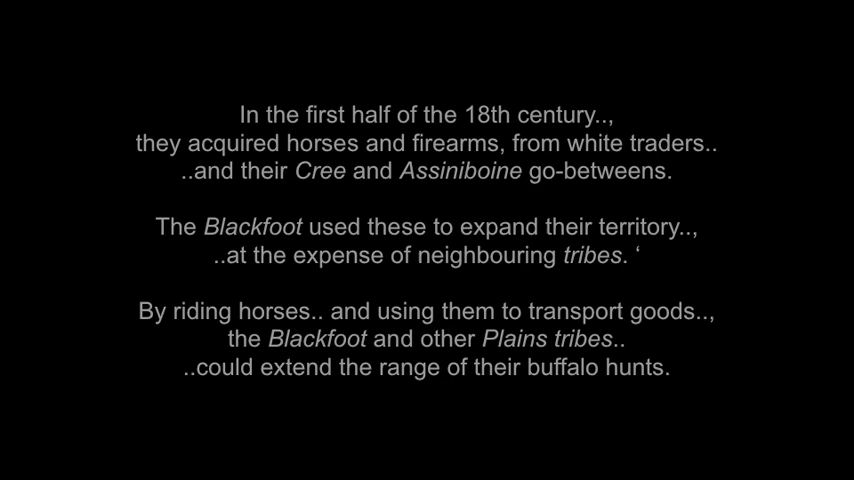 In the first half of the 18th century..,
they acquired horses and firearms, from white traders..
..and their Cree and Assiniboine go-betweens.
The Blackfoot used these to expand their territory..,
..at the expense of neighbouring tribes. ‘
By riding horses.. and using them to transport goods..,
the Blackfoot and other Plains tribes..
..could extend the range of their buffalo hunts.